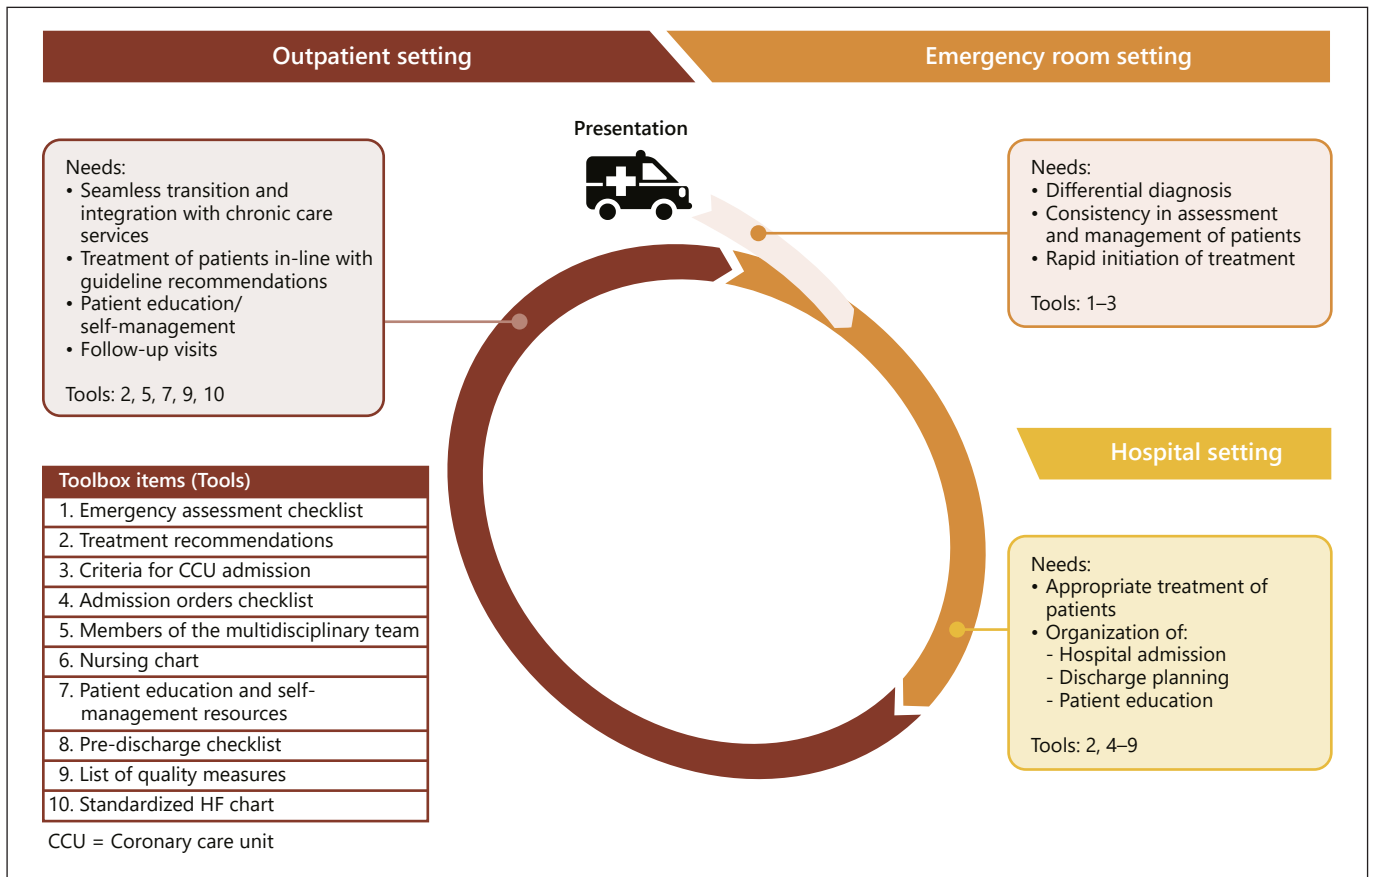 Outpatient setting
Emergency room setting
Presentation
Needs:
• Seamless transition and
integration with chronic care
services
• Treatment of patients in-line with
guideline recommendations
• Patient education/
self-management
• Follow-up visits
Tools: 2, 5, 7, 9, 10
Needs:
• Differential diagnosis
• Consistency in assessment
and management of patients
• Rapid initiation of treatment
Tools: 1–3
Hospital setting
Needs:
• Appropriate treatment of
patients
• Organization of:
- Hospital admission
- Discharge planning
- Patient education
Tools: 2, 4–9
Toolbox items (Tools)
1. Emergency assessment checklist
2. Treatment recommendations
3. Criteria for CCU admission
4. Admission orders checklist
5. Members of the multidisciplinary team
6. Nursing chart
7. Patient education and self-
management resources
8. Pre-discharge checklist
9. List of quality measures
10. Standardized HF chart
CCU = Coronary care unit